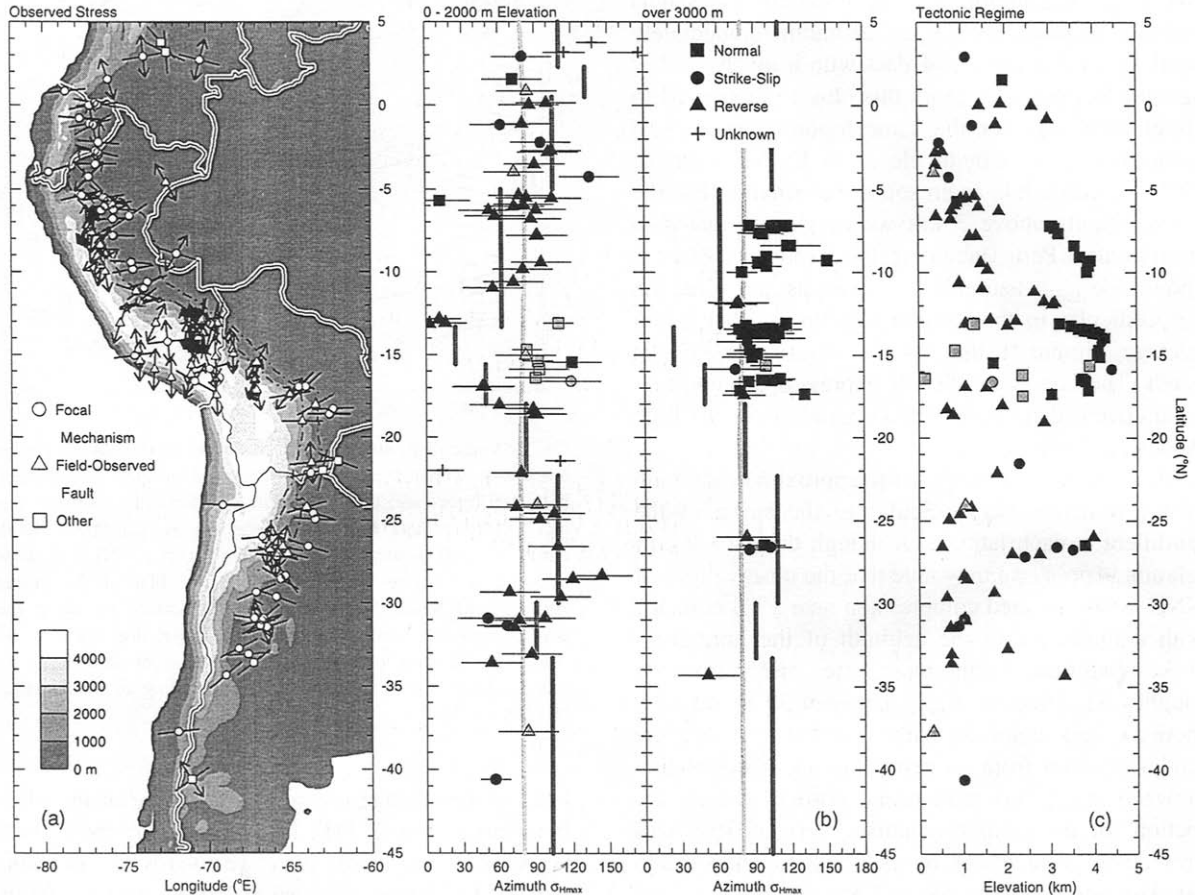 Observed Stress
0 - 2000 m Elevation
over 3000 m
Tectonic Regime
Normal
Strike-Slip
Reverse
Unknown
Focal
Mechanism
Field-Observed
Fault
Other
4000
3000
2000
1000
0 m
(a)
(b)
(c)
5
0
-5
-10
-15
-20
-25
-30
-35
-40
-45
Latitude (°N)
-80 -75 -70 -65 -60
Longitude (°E)
0 30 60 90 120 150
Azimuth σHmax
0 30 60 90 120 150 180
Azimuth σHmax
0 1 2 3 4 5
Elevation (km)